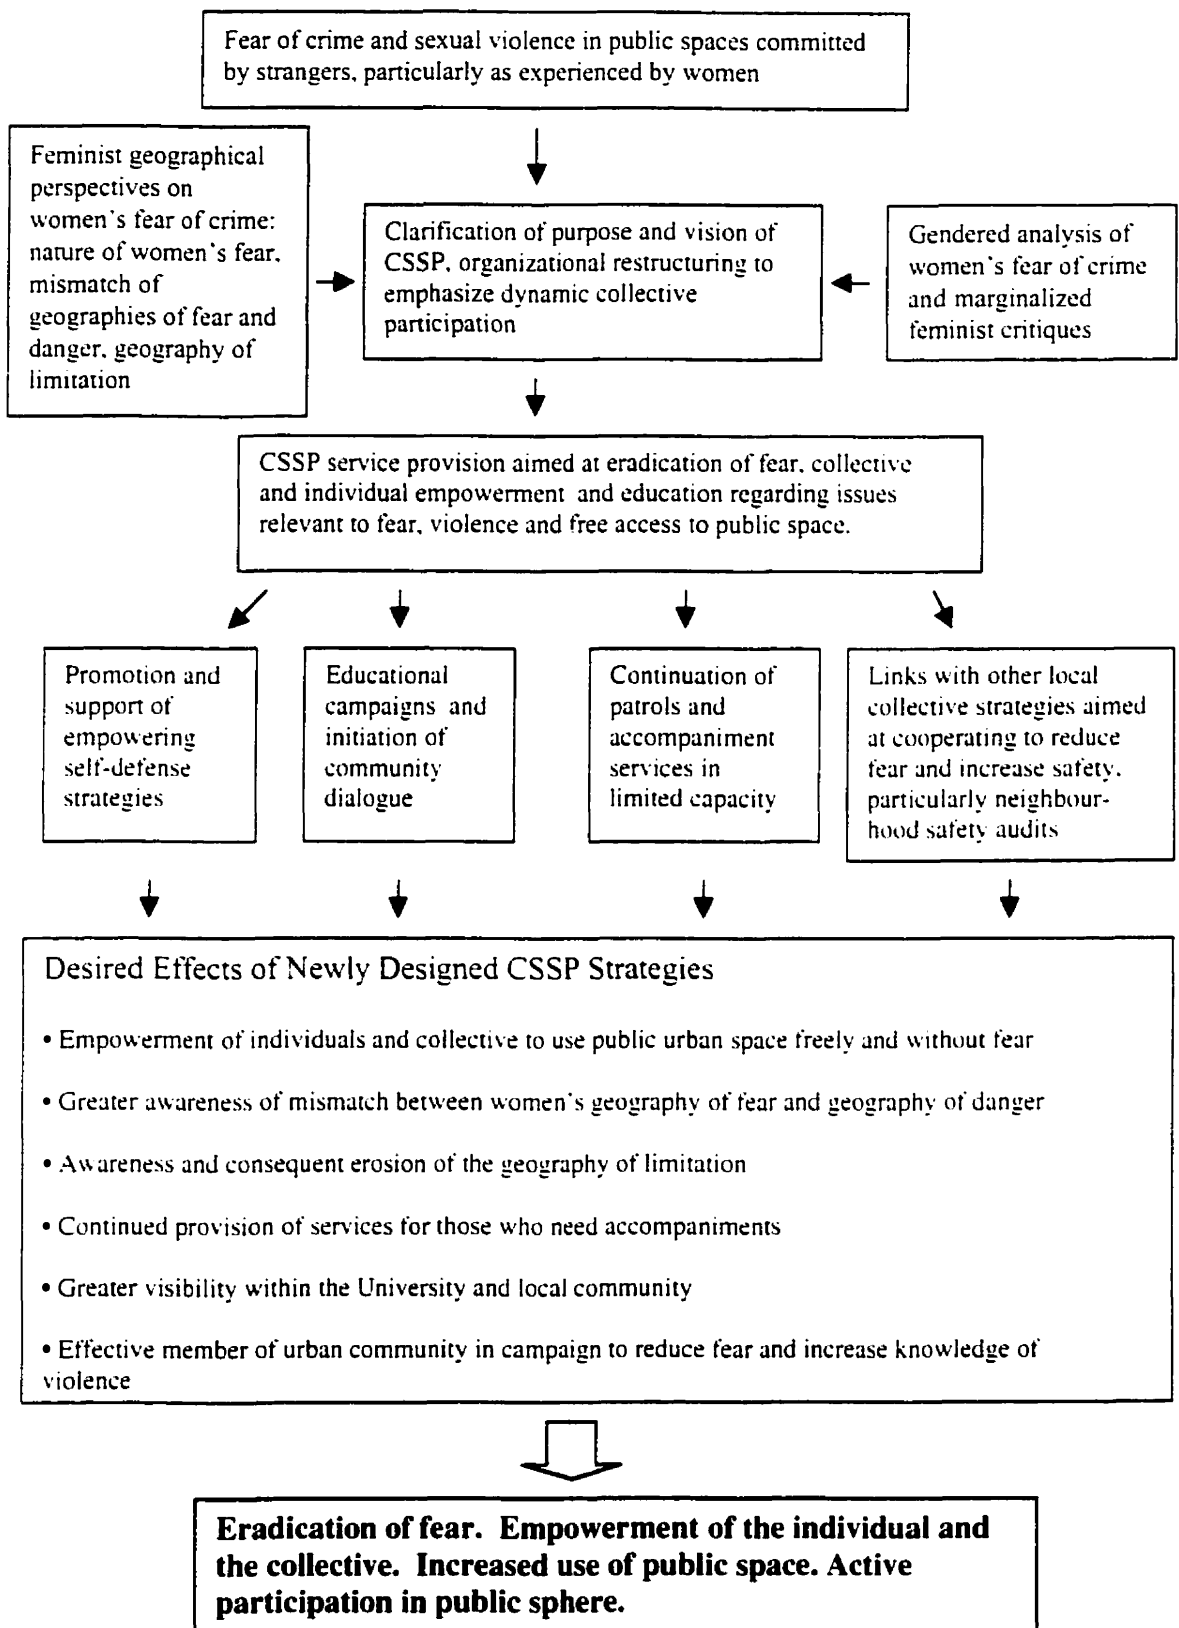 Fear of crime and sexual violence in public spaces committed
by strangers, particularly as experienced by women
Feminist geographical
perspectives on
women's fear of crime:
nature of women's fear,
mismatch of
geographies of fear and
danger, geography of
limitation
Clarification of purpose and vision of
CSSP, organizational restructuring to
emphasize dynamic collective
participation
Gendered analysis of
women's fear of crime
and marginalized
feminist critiques
CSSP service provision aimed at eradication of fear, collective
and individual empowerment and education regarding issues
relevant to fear, violence and free access to public space.
Promotion and
support of
empowering
self-defense
strategies
Educational
campaigns and
initiation of
community
dialogue
Continuation of
patrols and
accompaniment
services in
limited capacity
Links with other local
collective strategies aimed
at cooperating to reduce
fear and increase safety,
particularly neighbour-
hood safety audits
Desired Effects of Newly Designed CSSP Strategies
• Empowerment of individuals and collective to use public urban space freely and without fear
• Greater awareness of mismatch between women's geography of fear and geography of danger
• Awareness and consequent erosion of the geography of limitation
• Continued provision of services for those who need accompaniments
• Greater visibility within the University and local community
• Effective member of urban community in campaign to reduce fear and increase knowledge of
violence
Eradication of fear. Empowerment of the individual and
the collective. Increased use of public space. Active
participation in public sphere.